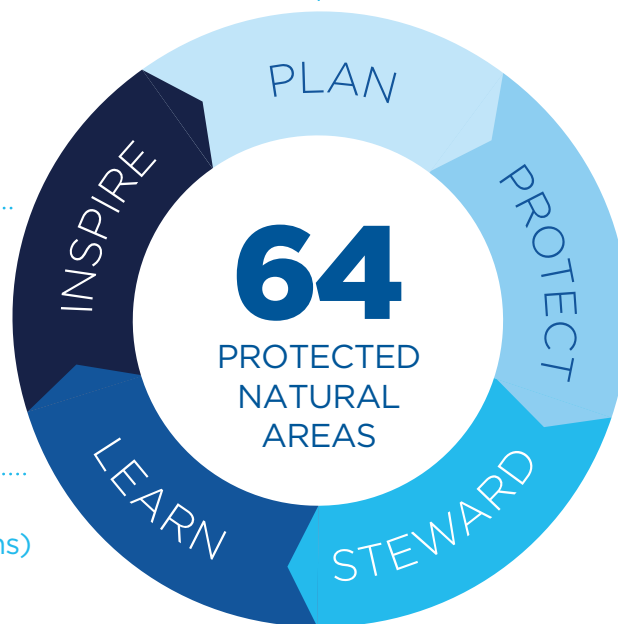 PLAN
PROTECT
STEWARD
LEARN
INSPIRE
64
PROTECTED
NATURAL
AREAS